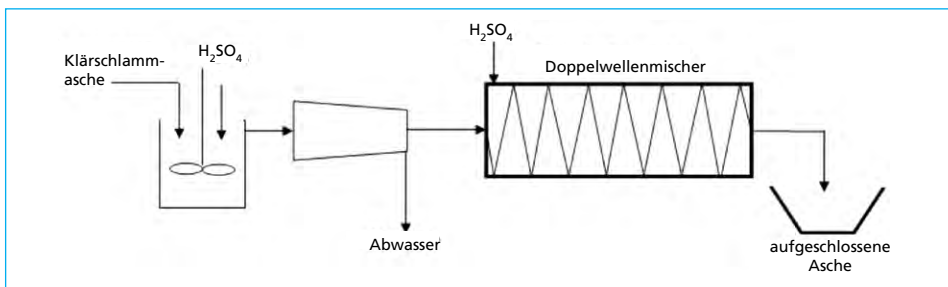 Klärschlamm-
asche
H₂SO₄
H₂SO₄
Doppelwellenmischer
Abwasser
aufgeschlossene
Asche